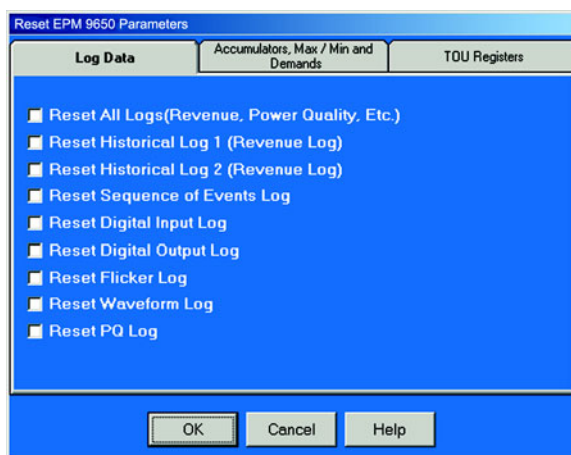 Reset EPM 9650 Parameters
Log Data
Accumulators, Max / Min and
Demands
TOU Registers
Reset All Logs(Revenue, Power Quality, Etc.)
Reset Historical Log 1 (Revenue Log)
Reset Historical Log 2 (Revenue Log)
Reset Sequence of Events Log
Reset Digital Input Log
Reset Digital Output Log
Reset Flicker Log
Reset Waveform Log
Reset PQ Log
OK
Cancel
Help